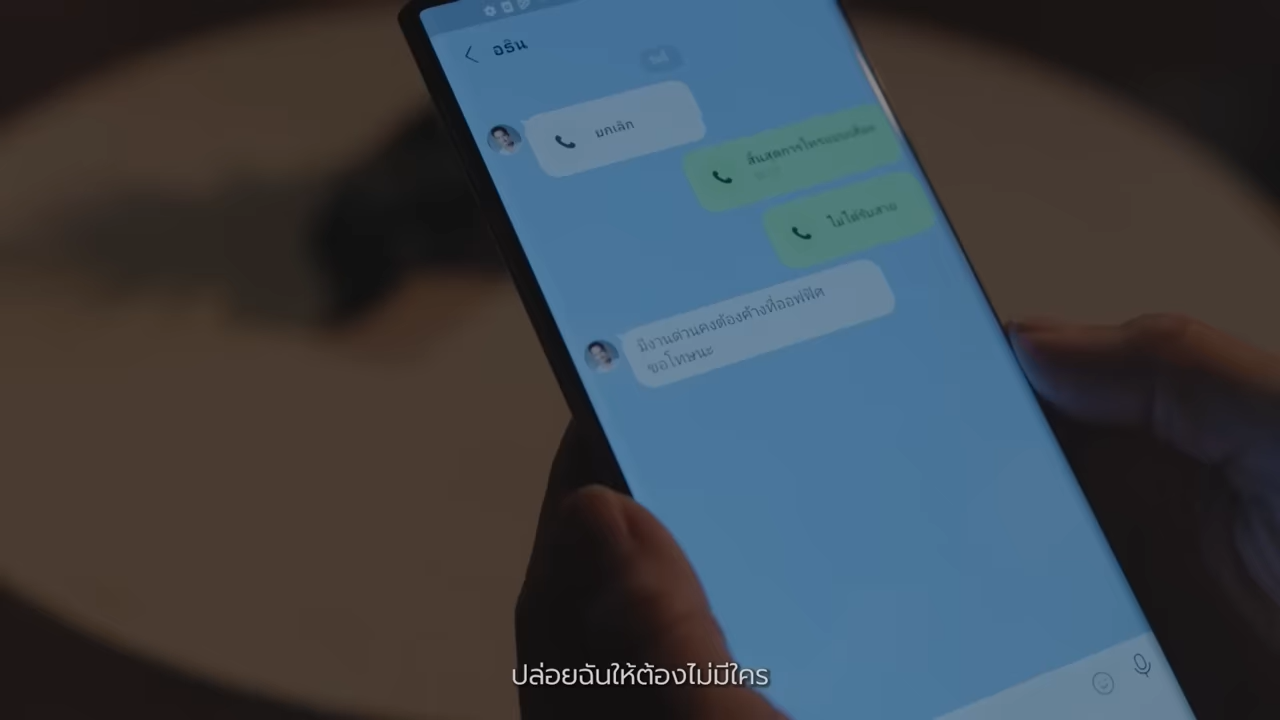 อริน
ยกเลิก
ไม่ได้รับสาย
มีงานด่วนคงต้องค้างที่ออฟฟิศ
ขอโทษนะ
ปล่อยฉันให้ต้องไม่มีใคร